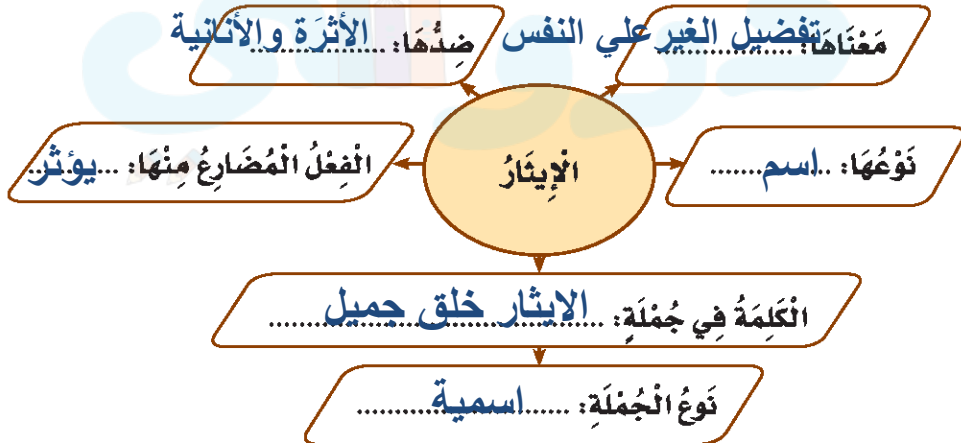 مَعْنَاهَا: تفضيل الغير علي النفس
ضِدُّهَا: الأثرَة والأنانية
الْإِيثَارُ
نَوْعُهَا: اسم
الْفِعْلُ الْمُضَارِعُ مِنْهَا: يؤثر
الْكَلِمَةُ فِي جُمْلَةٍ: الايثار خلق جميل
نَوعُ الْجُمْلَةِ: اسمية